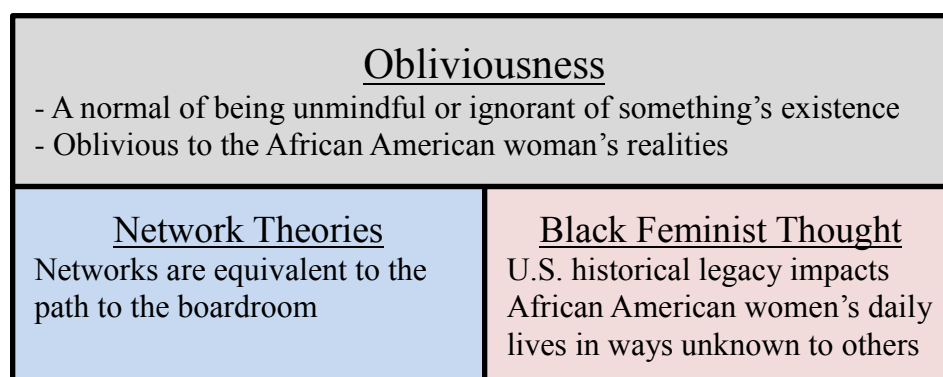 Obliviousness
- A normal of being unmindful or ignorant of something’s existence
- Oblivious to the African American woman’s realities
Network Theories
Networks are equivalent to the
path to the boardroom
Black Feminist Thought
U.S. historical legacy impacts
African American women’s daily
lives in ways unknown to others